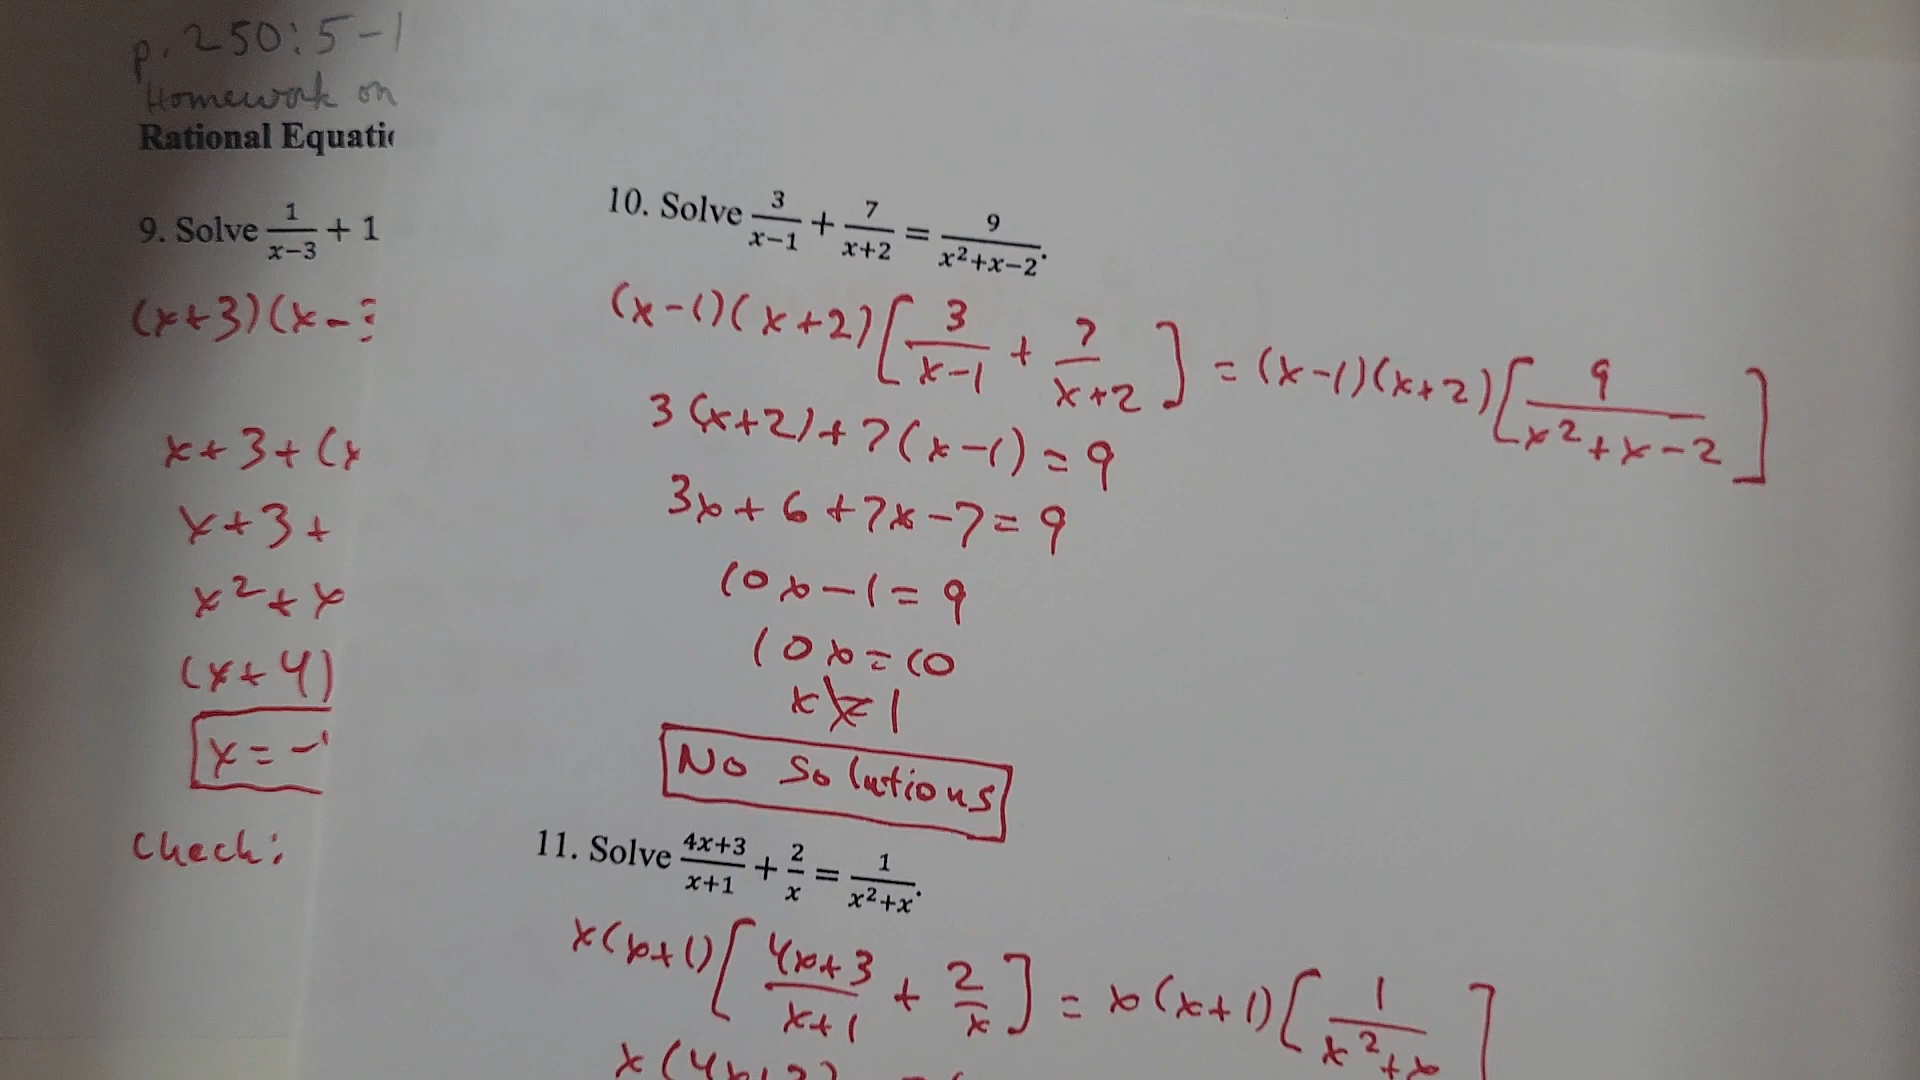 p. 250: 5-1
Homework on
Rational Equati
9. Solve 1/(x-3) + 1
(x+3)(x-3
x+3+(x
x+3+
x²+x
(x+4)
x=-
Check:
10. Solve 3/(x-1) + 7/(x+2) = 9/(x²+x-2).
(x-1)(x+2)[3/(x-1) + 7/(x+2)] = (x-1)(x+2)[9/(x²+x-2)]
3(x+2)+7(x-1)=9
3x+6+7x-7=9
10x-1=9
10x=10
x≠1
No Solutions
11. Solve (4x+3)/(x+1) + 2/x = 1/(x²+x).
x(x+1)[(4x+3)/(x+1) + 2/x] = x(x+1)[1/(x²+x)]